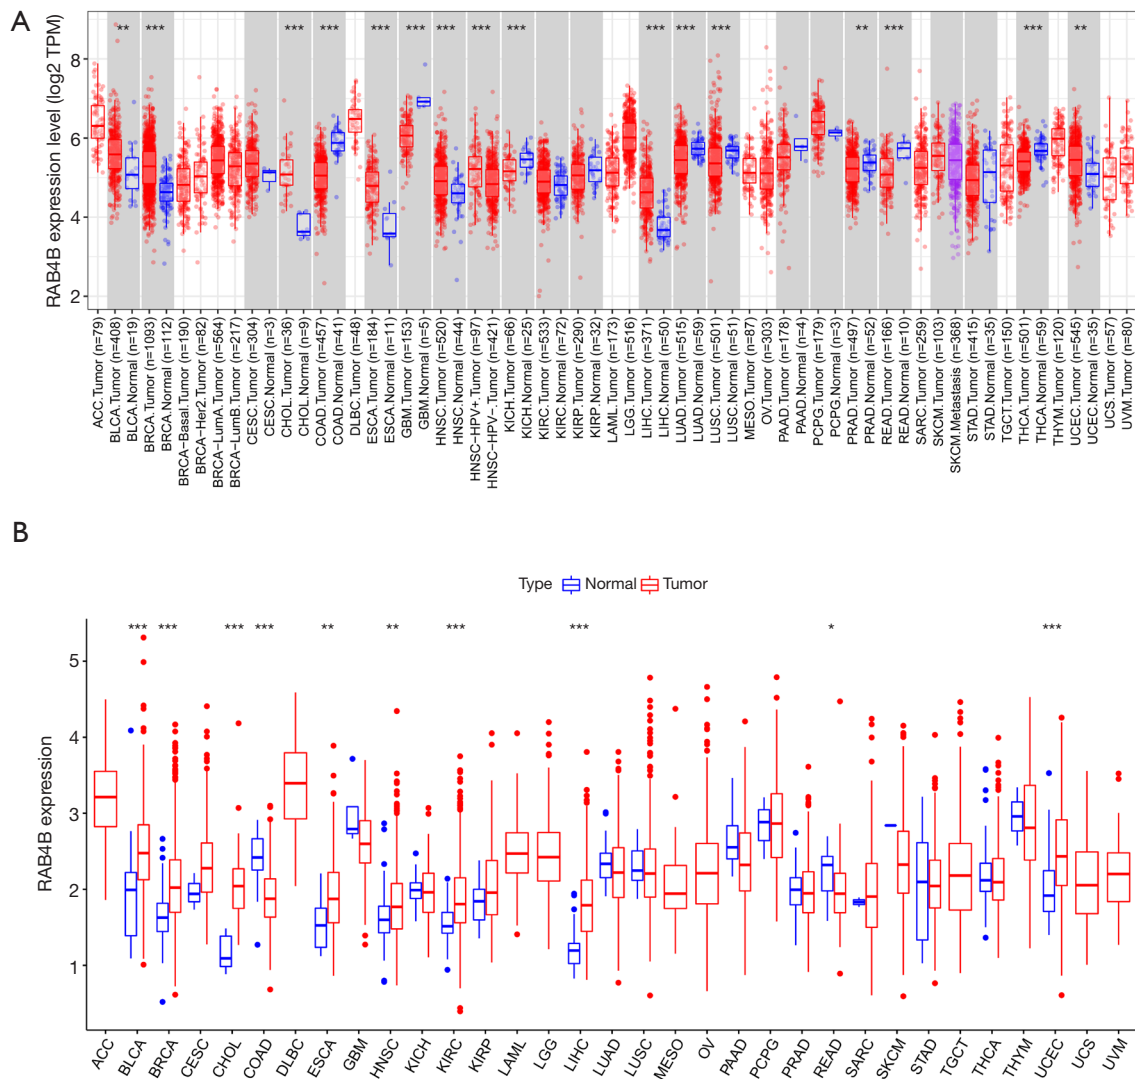 A
RAB4B expression level (log2 TPM)
** *** *** *** *** *** *** *** *** *** *** *** ** *** *** **
8
6
4
2
ACC.Tumor (n=79)
BLCA.Tumor (n=408)
BLCA.Normal (n=19)
BRCA.Tumor (n=1093)
BRCA.Normal (n=112)
BRCA-Basal.Tumor (n=190)
BRCA-Her2.Tumor (n=82)
BRCA-LumA.Tumor (n=564)
BRCA-LumB.Tumor (n=217)
CESC.Tumor (n=304)
CESC.Normal (n=3)
CHOL.Tumor (n=36)
CHOL.Normal (n=9)
COAD.Tumor (n=457)
COAD.Normal (n=41)
DLBC.Tumor (n=48)
ESCA.Tumor (n=184)
ESCA.Normal (n=11)
GBM.Tumor (n=153)
GBM.Normal (n=5)
HNSC.Tumor (n=520)
HNSC.Normal (n=44)
HNSC-HPV+.Tumor (n=97)
HNSC-HPV-.Tumor (n=421)
KICH.Tumor (n=66)
KICH.Normal (n=25)
KIRC.Tumor (n=533)
KIRC.Normal (n=72)
KIRP.Tumor (n=290)
KIRP.Normal (n=32)
LAML.Tumor (n=173)
LGG.Tumor (n=516)
LIHC.Tumor (n=371)
LIHC.Normal (n=50)
LUAD.Tumor (n=515)
LUAD.Normal (n=59)
LUSC.Tumor (n=501)
LUSC.Normal (n=51)
MESO.Tumor (n=87)
OV.Tumor (n=303)
PAAD.Tumor (n=178)
PAAD.Normal (n=4)
PCPG.Tumor (n=179)
PCPG.Normal (n=3)
PRAD.Tumor (n=497)
PRAD.Normal (n=52)
READ.Tumor (n=166)
READ.Normal (n=10)
SARC.Tumor (n=259)
SKCM.Tumor (n=103)
SKCM.Metastasis (n=368)
STAD.Tumor (n=415)
STAD.Normal (n=35)
TGCT.Tumor (n=150)
THCA.Tumor (n=501)
THCA.Normal (n=59)
THYM.Tumor (n=120)
UCEC.Tumor (n=545)
UCEC.Normal (n=35)
UCS.Tumor (n=57)
UVM.Tumor (n=80)
B
Type Normal Tumor
RAB4B expression
*** *** *** *** ** ** *** *** * ***
5
4
3
2
1
ACC
BLCA
BRCA
CESC
CHOL
COAD
DLBC
ESCA
GBM
HNSC
KICH
KIRC
KIRP
LAML
LGG
LIHC
LUAD
LUSC
MESO
OV
PAAD
PCPG
PRAD
READ
SARC
SKCM
STAD
TGCT
THCA
THYM
UCEC
UCS
UVM